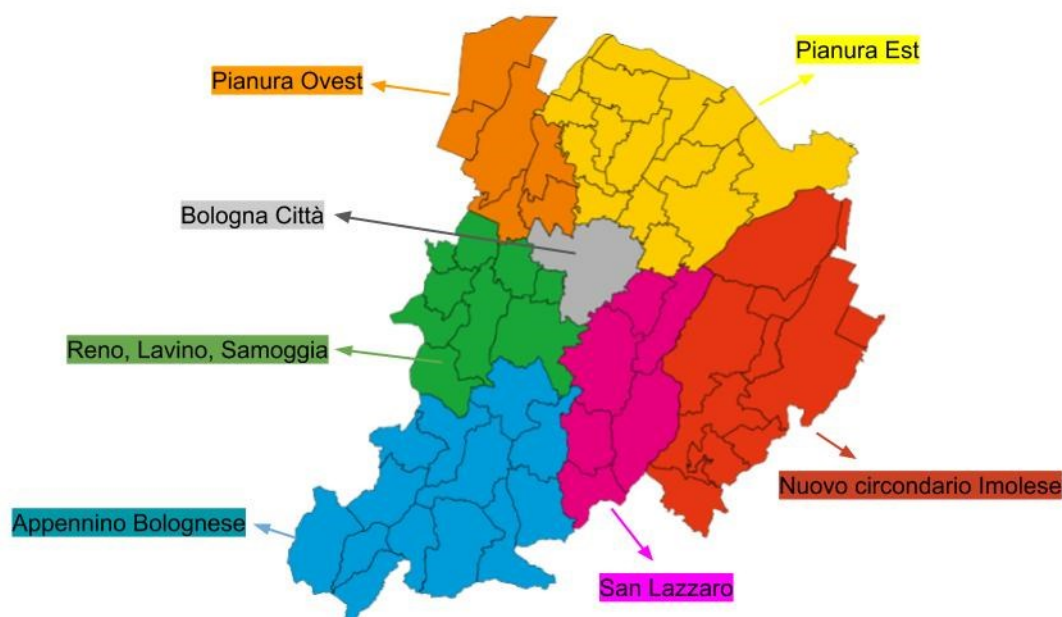 Pianura Est
Pianura Ovest
Bologna Città
Reno, Lavino, Samoggia
Nuovo circondario Imolese
Appennino Bolognese
San Lazzaro